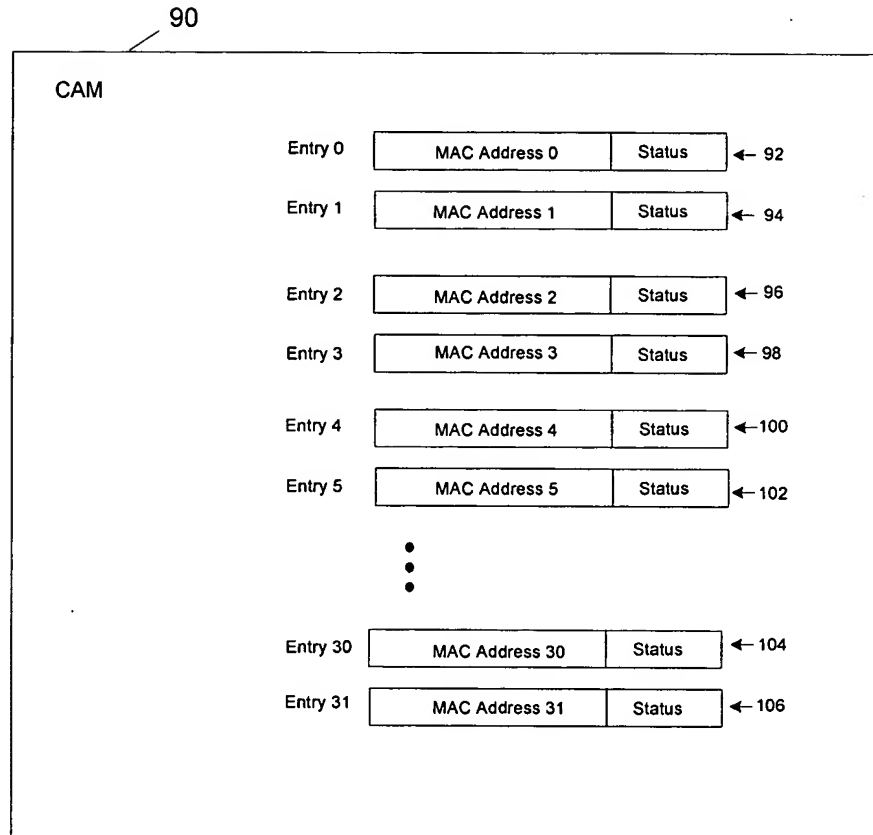 90
CAM
Entry 0 MAC Address 0 Status 92
Entry 1 MAC Address 1 Status 94
Entry 2 MAC Address 2 Status 96
Entry 3 MAC Address 3 Status 98
Entry 4 MAC Address 4 Status 100
Entry 5 MAC Address 5 Status 102
Entry 30 MAC Address 30 Status 104
Entry 31 MAC Address 31 Status 106